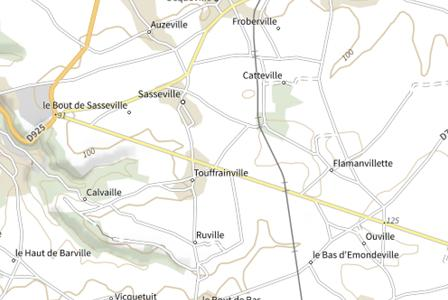 Auzeville
Froberville
100
Catteville
Sasseville
le Bout de Sasseville
91
D925
100
Flamanvillette
Touffrainville
Calvaille
125
Ruville
Ouville
le Haut de Barville
le Bas d'Emondeville
Vicquetuit